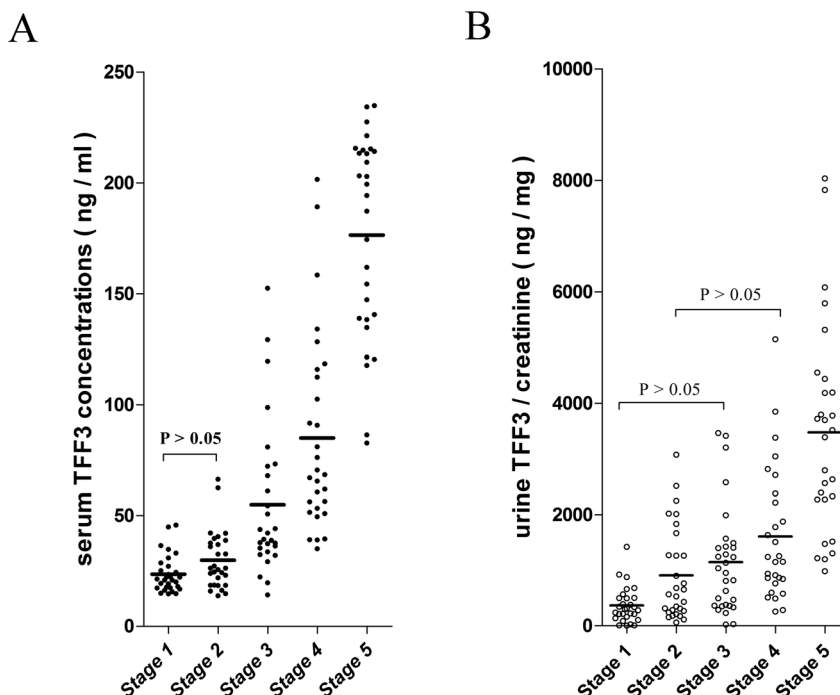 A
serum TFF3 concentrations ( ng / ml )
250
200
150
100
50
0
P > 0.05
Stage 1
Stage 2
Stage 3
Stage 4
Stage 5
B
urine TFF3 / creatinine ( ng / mg )
10000
8000
6000
4000
2000
0
P > 0.05
P > 0.05
Stage 1
Stage 2
Stage 3
Stage 4
Stage 5